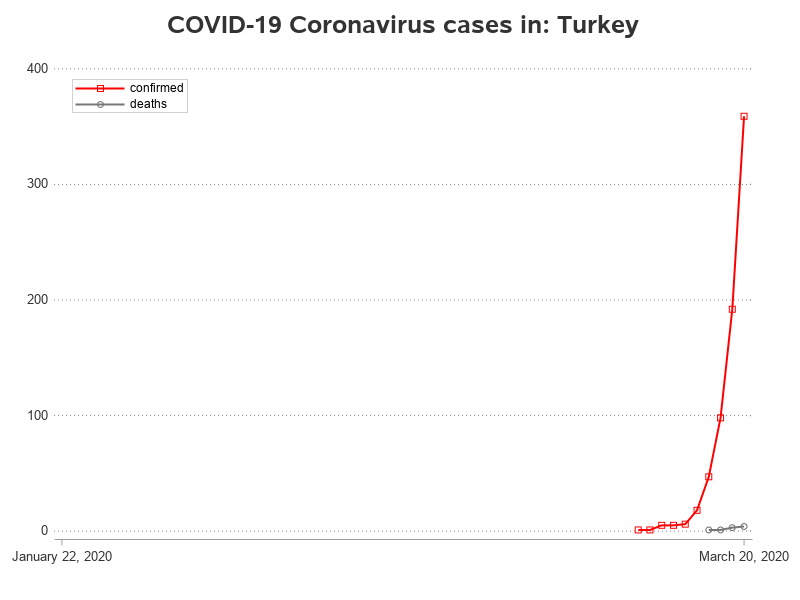 COVID-19 Coronavirus cases in: Turkey
400
confirmed
deaths
300
200
100
0
January 22, 2020
March 20, 2020